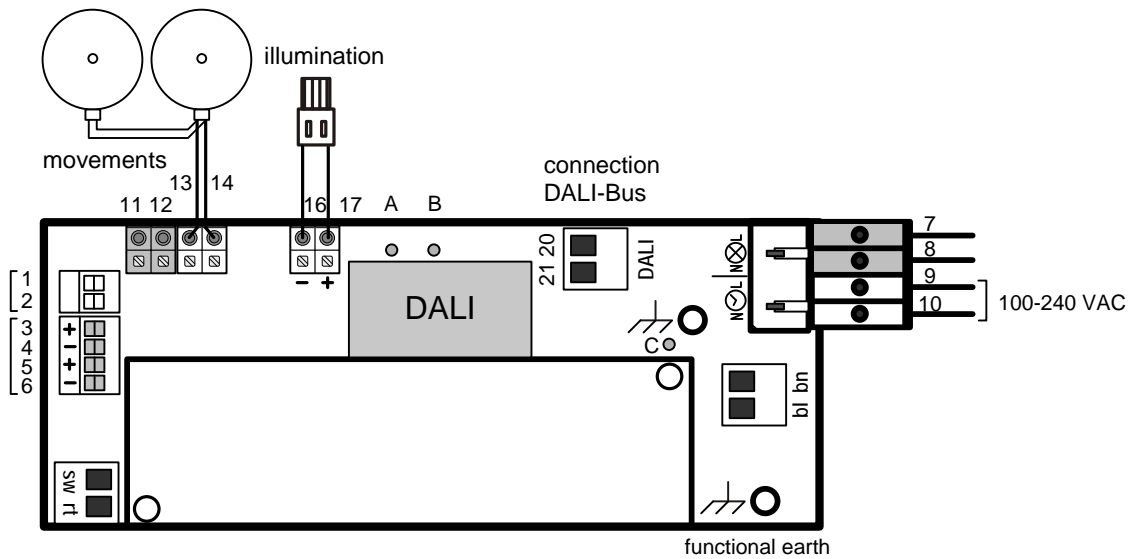 illumination
movements
13 14
connection
DALI-Bus
11 12
16 17 A B
7
8
9
10
100-240 VAC
21 20
DALI
N L
N L
1
2
3 +
4 −
5 +
6 −
− +
DALI
C
bl bn
sw rt
functional earth